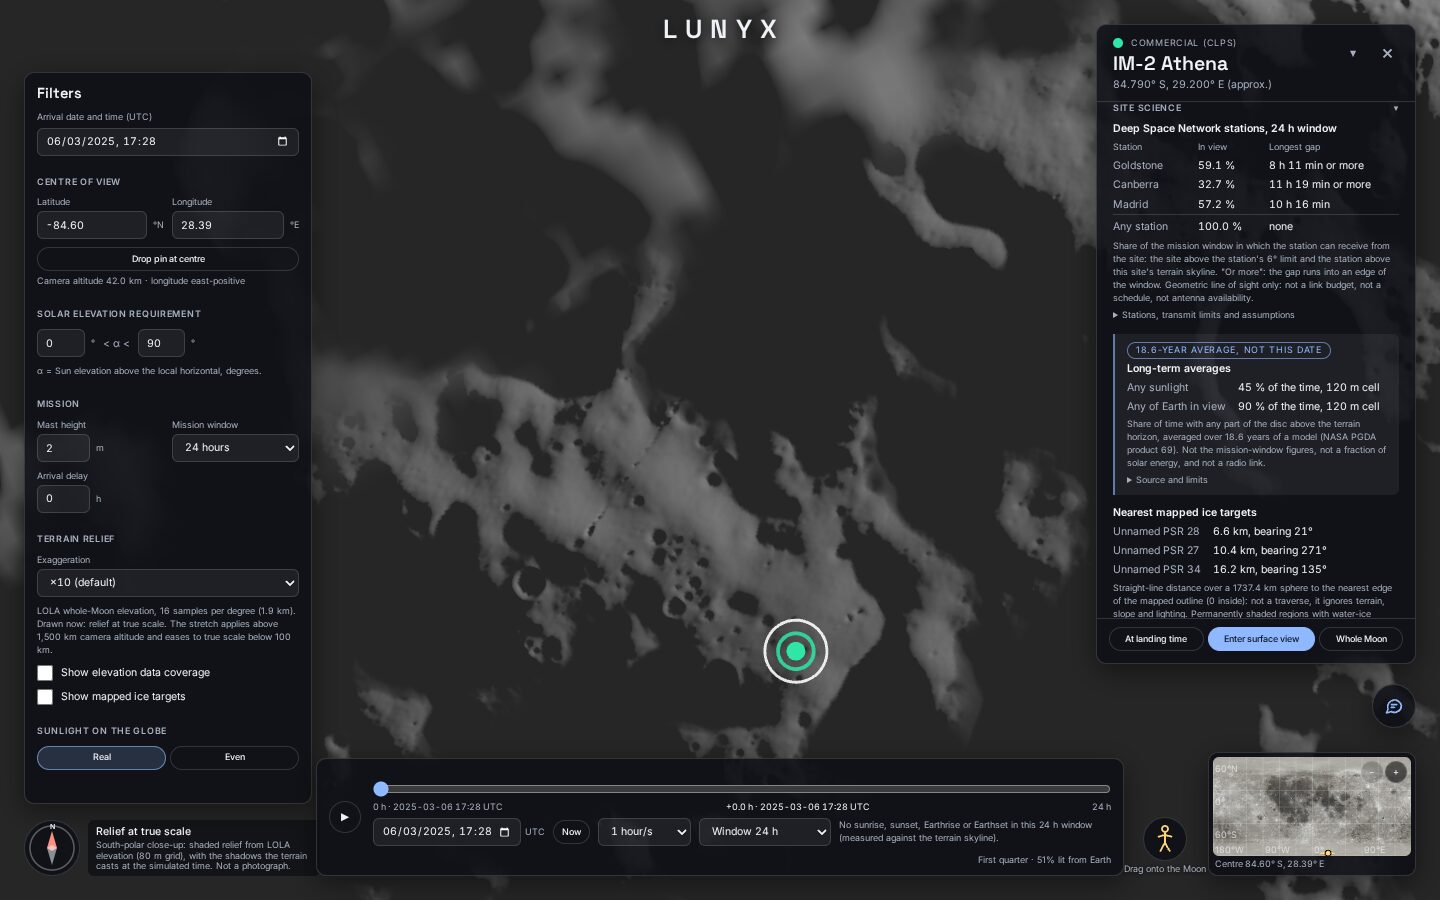 LUNYX
Filters
Arrival date and time (UTC)
06/03/2025, 17:28
CENTRE OF VIEW
Latitude Longitude
-84.60 °N 28.39 °E
Drop pin at centre
Camera altitude 42.0 km · longitude east-positive
SOLAR ELEVATION REQUIREMENT
0 ° < α < 90 °
α = Sun elevation above the local horizontal, degrees.
MISSION
Mast height Mission window
2 m 24 hours
Arrival delay
0 h
TERRAIN RELIEF
Exaggeration
×10 (default)
LOLA whole-Moon elevation, 16 samples per degree (1.9 km).
Drawn now: relief at true scale. The stretch applies above
1,500 km camera altitude and eases to true scale below 100
km.
Show elevation data coverage
Show mapped ice targets
SUNLIGHT ON THE GLOBE
Real Even
N
Relief at true scale
South-polar close-up: shaded relief from LOLA
elevation (80 m grid), with the shadows the terrain
casts at the simulated time. Not a photograph.
0 h · 2025-03-06 17:28 UTC +0.0 h · 2025-03-06 17:28 UTC 24 h
06/03/2025, 17:28 UTC Now 1 hour/s Window 24 h
No sunrise, sunset, Earthrise or Earthset in this 24 h window
(measured against the terrain skyline).
First quarter · 51% lit from Earth
COMMERCIAL (CLPS)
IM-2 Athena
84.790° S, 29.200° E (approx.)
SITE SCIENCE
Deep Space Network stations, 24 h window
Station In view Longest gap
Goldstone 59.1 % 8 h 11 min or more
Canberra 32.7 % 11 h 19 min or more
Madrid 57.2 % 10 h 16 min
Any station 100.0 % none
Share of the mission window in which the station can receive from
the site: the site above the station's 6° limit and the station above
this site's terrain skyline. "Or more": the gap runs into an edge of
the window. Geometric line of sight only: not a link budget, not a
schedule, not antenna availability.
Stations, transmit limits and assumptions
18.6-YEAR AVERAGE, NOT THIS DATE
Long-term averages
Any sunlight 45 % of the time, 120 m cell
Any of Earth in view 90 % of the time, 120 m cell
Share of time with any part of the disc above the terrain
horizon, averaged over 18.6 years of a model (NASA PGDA
product 69). Not the mission-window figures, not a fraction of
solar energy, and not a radio link.
Source and limits
Nearest mapped ice targets
Unnamed PSR 28 6.6 km, bearing 21°
Unnamed PSR 27 10.4 km, bearing 271°
Unnamed PSR 34 16.2 km, bearing 135°
Straight-line distance over a 1737.4 km sphere to the nearest edge
of the mapped outline (0 inside): not a traverse, it ignores terrain,
slope and lighting. Permanently shaded regions with water-ice
At landing time Enter surface view Whole Moon
Drag onto the Moon
60°N
0°
60°S
180°W 90°W 0° 90°E
Centre 84.60° S, 28.39° E